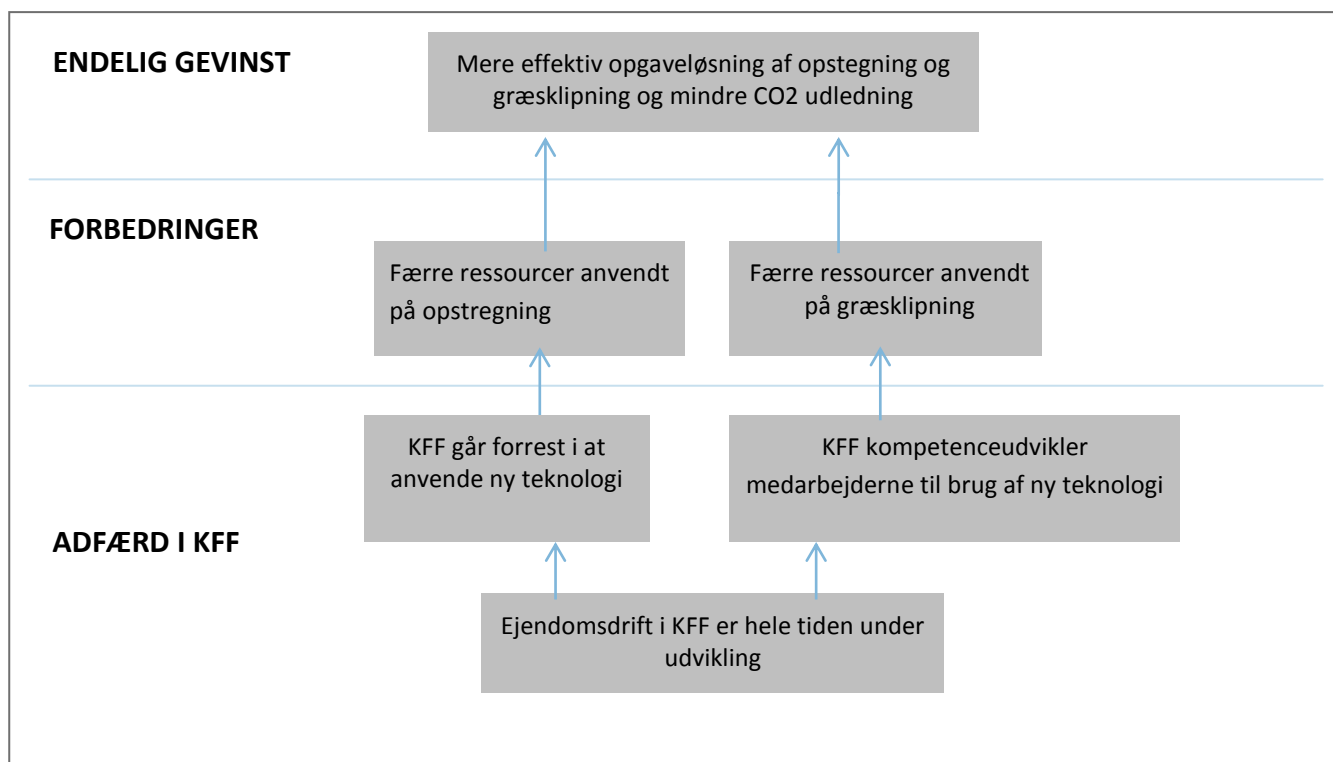 ENDELIG GEVINST
Mere effektiv opgaveløsning af opstegning og
græsklipning og mindre CO2 udledning
FORBEDRINGER
Færre ressourcer anvendt
på opstregning
Færre ressourcer anvendt
på græsklipning
KFF går forrest i at
anvende ny teknologi
KFF kompetenceudvikler
medarbejderne til brug af ny teknologi
ADFÆRD I KFF
Ejendomsdrift i KFF er hele tiden under
udvikling